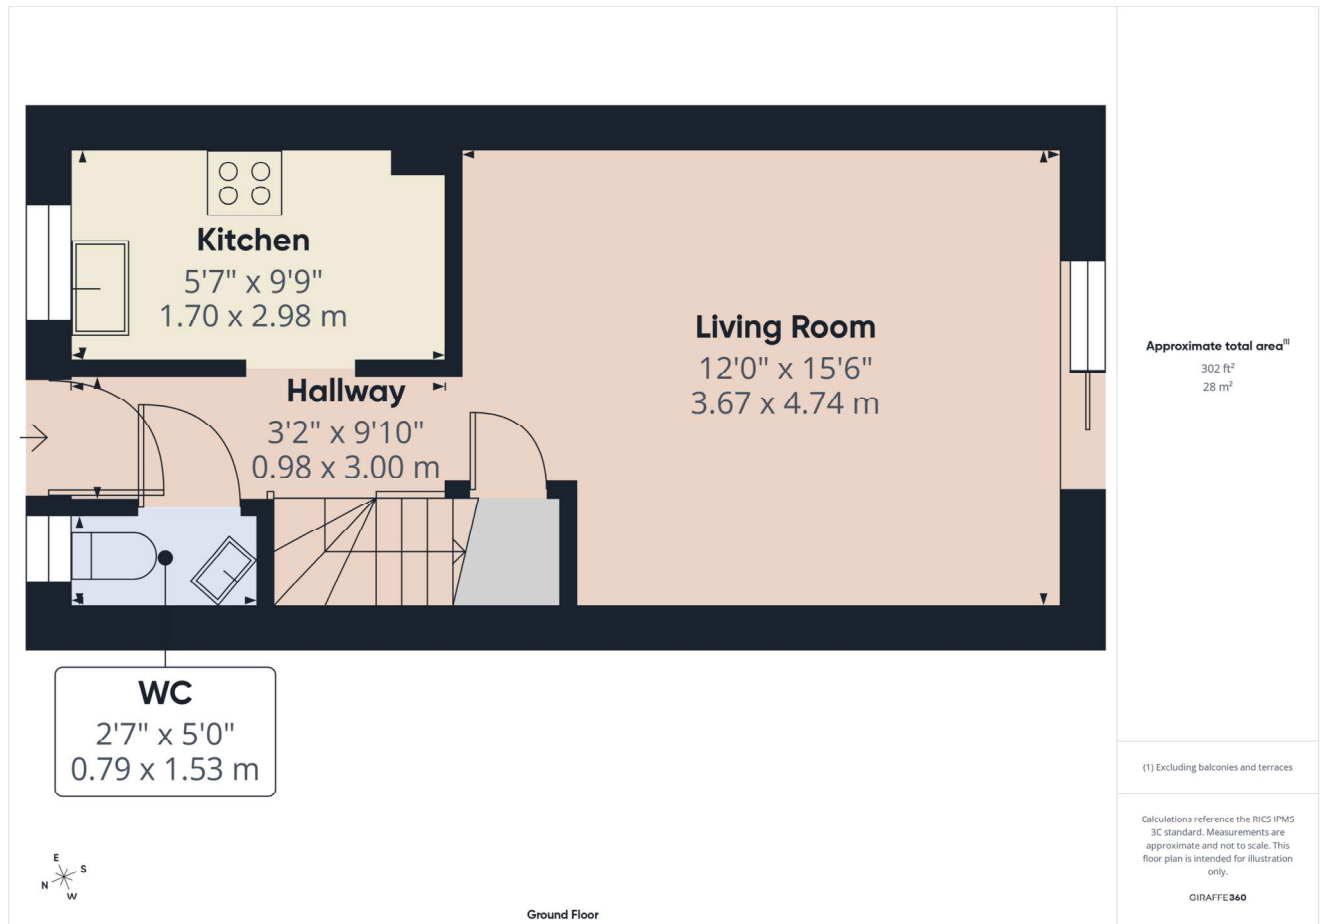 Kitchen
5'7" x 9'9"
1.70 x 2.98 m
Living Room
12'0" x 15'6"
3.67 x 4.74 m
Hallway
3'2" x 9'10"
0.98 x 3.00 m
WC
2'7" x 5'0"
0.79 x 1.53 m
E
S
N
W
Ground Floor
Approximate total area(1)
302 ft²
28 m²
(1) Excluding balconies and terraces
Calculations reference the RICS IPMS
3C standard. Measurements are
approximate and not to scale. This
floor plan is intended for illustration
only.
GIRAFFE360